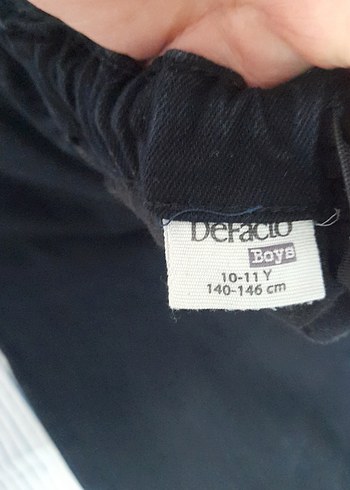 DeFacto
Boys
10-11 Y
140-146 cm